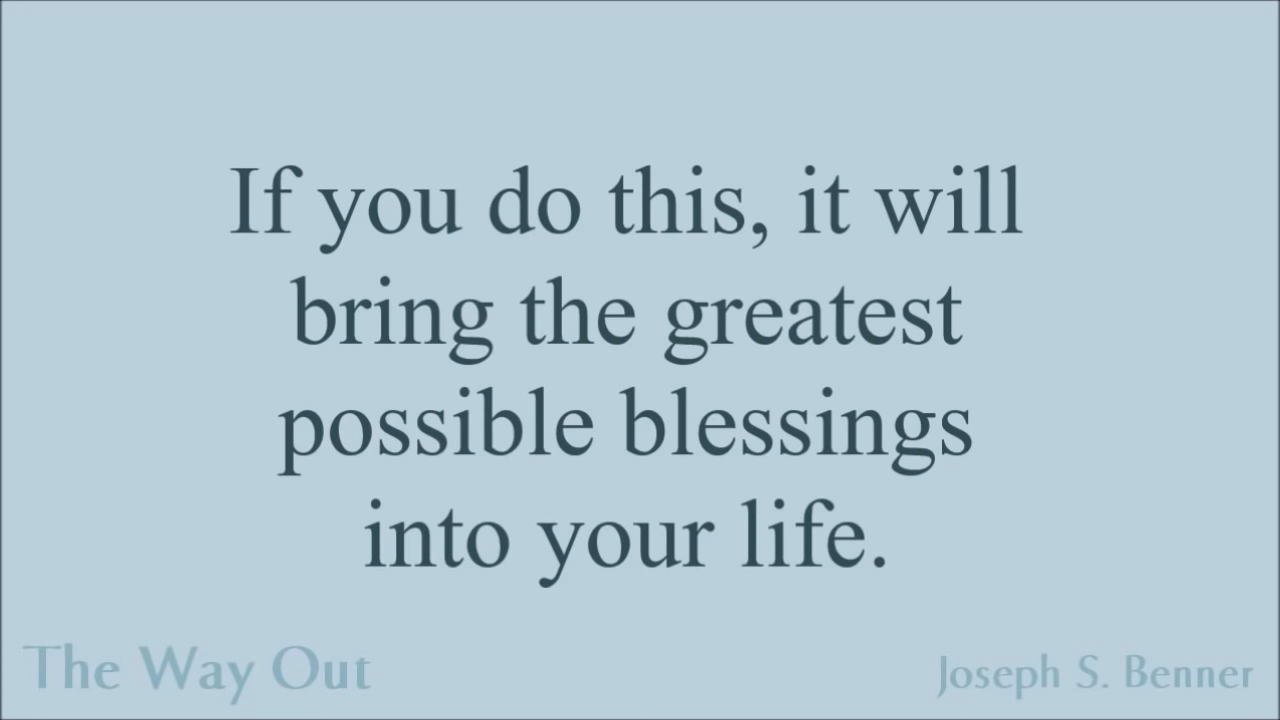 If you do this, it will
bring the greatest
possible blessings
into your life.
The Way Out
Joseph S. Benner